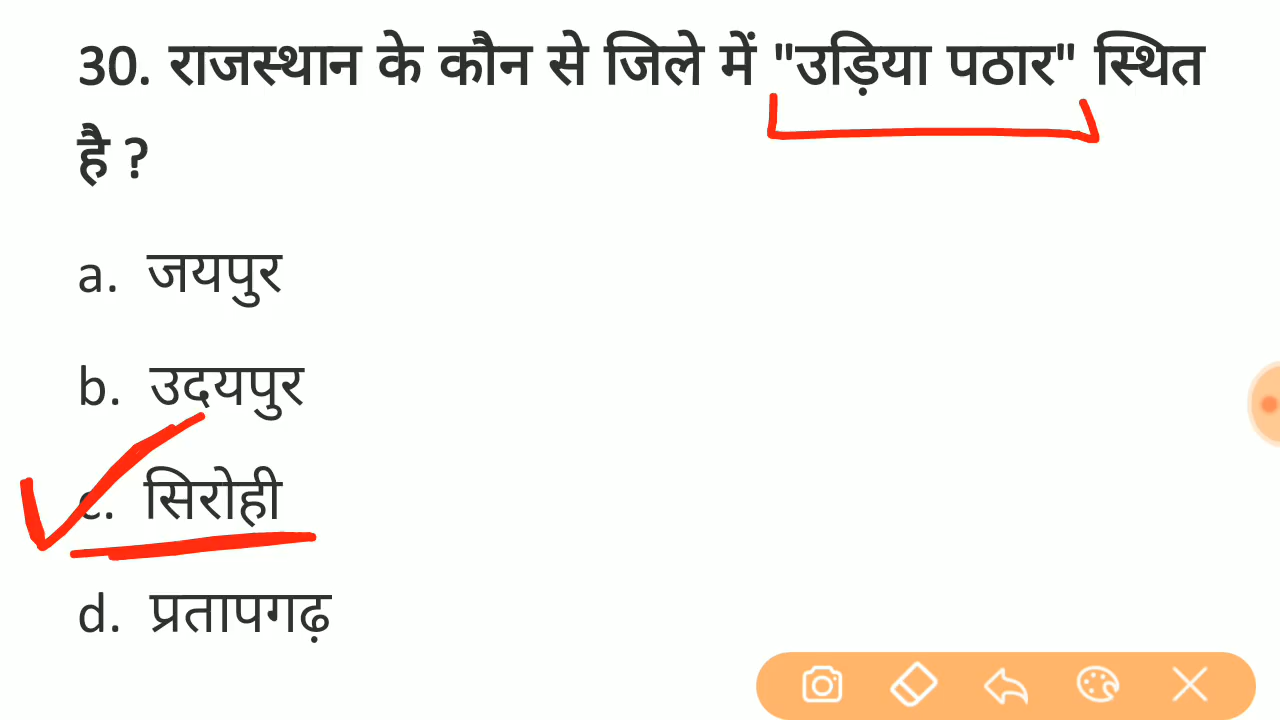 30. राजस्थान के कौन से जिले में "उड़िया पठार" स्थित
है ?
a. जयपुर
b. उदयपुर
c. सिरोही
d. प्रतापगढ़